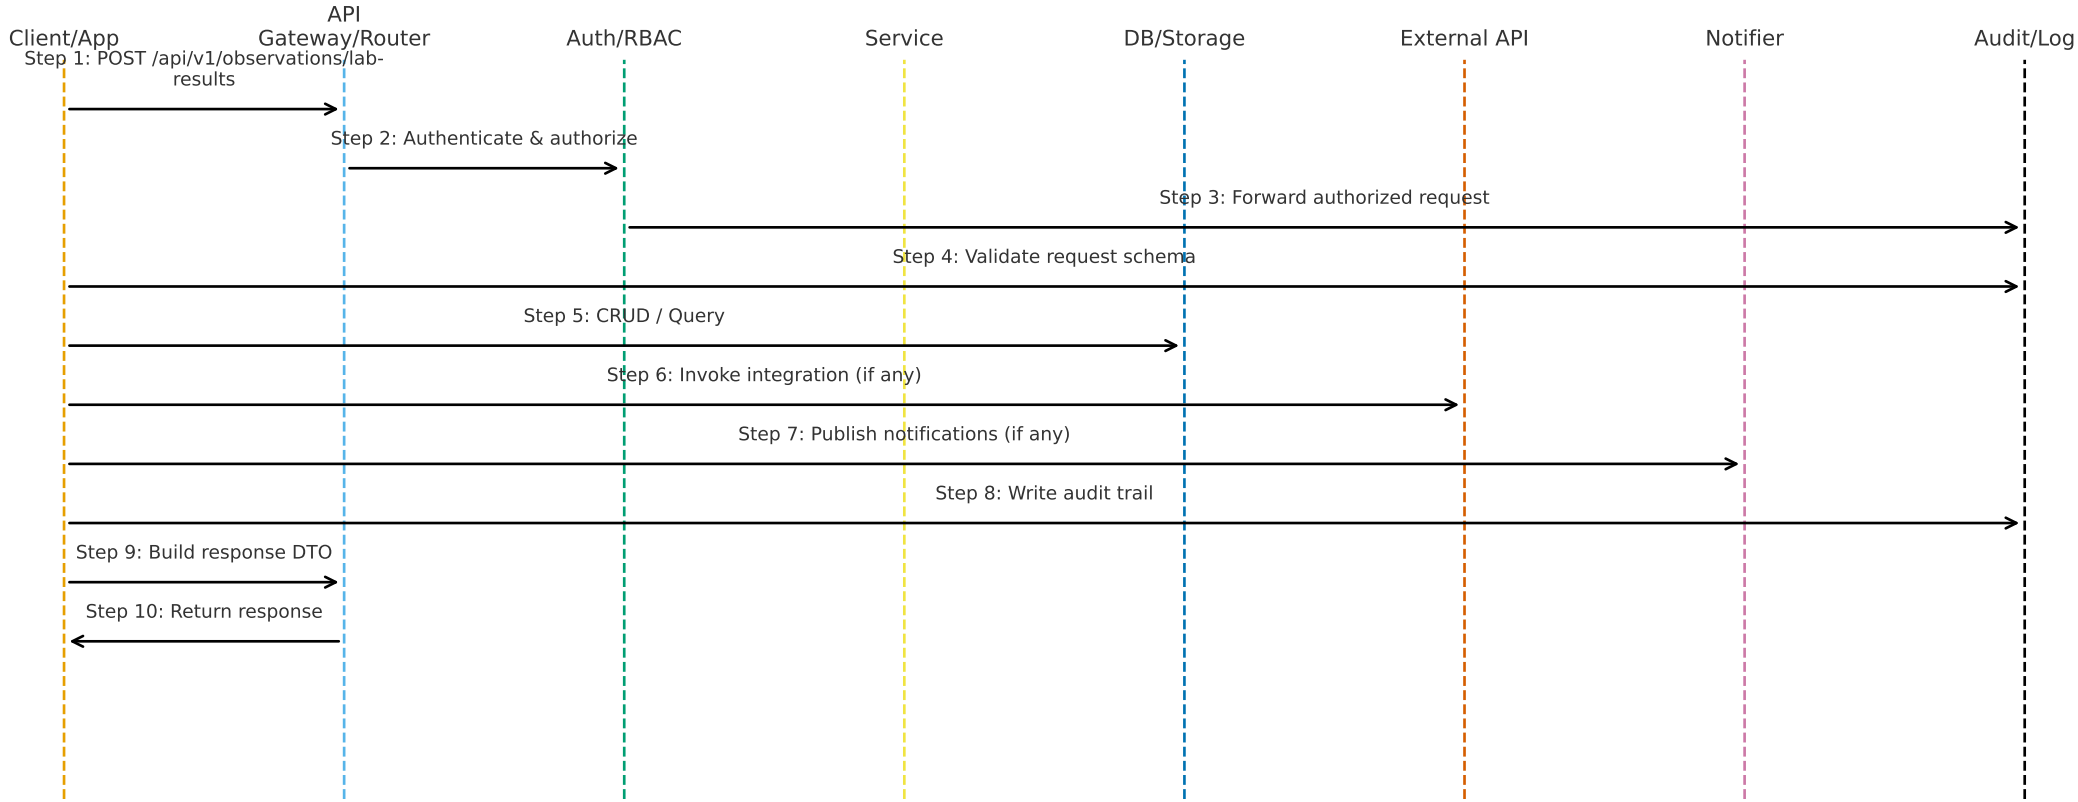 API
Client/App
Gateway/Router
Auth/RBAC
Service
DB/Storage
External API
Notifier
Audit/Log
Step 1: POST /api/v1/observations/lab-
results
Step 2: Authenticate & authorize
Step 3: Forward authorized request
Step 4: Validate request schema
Step 5: CRUD / Query
Step 6: Invoke integration (if any)
Step 7: Publish notifications (if any)
Step 8: Write audit trail
Step 9: Build response DTO
Step 10: Return response